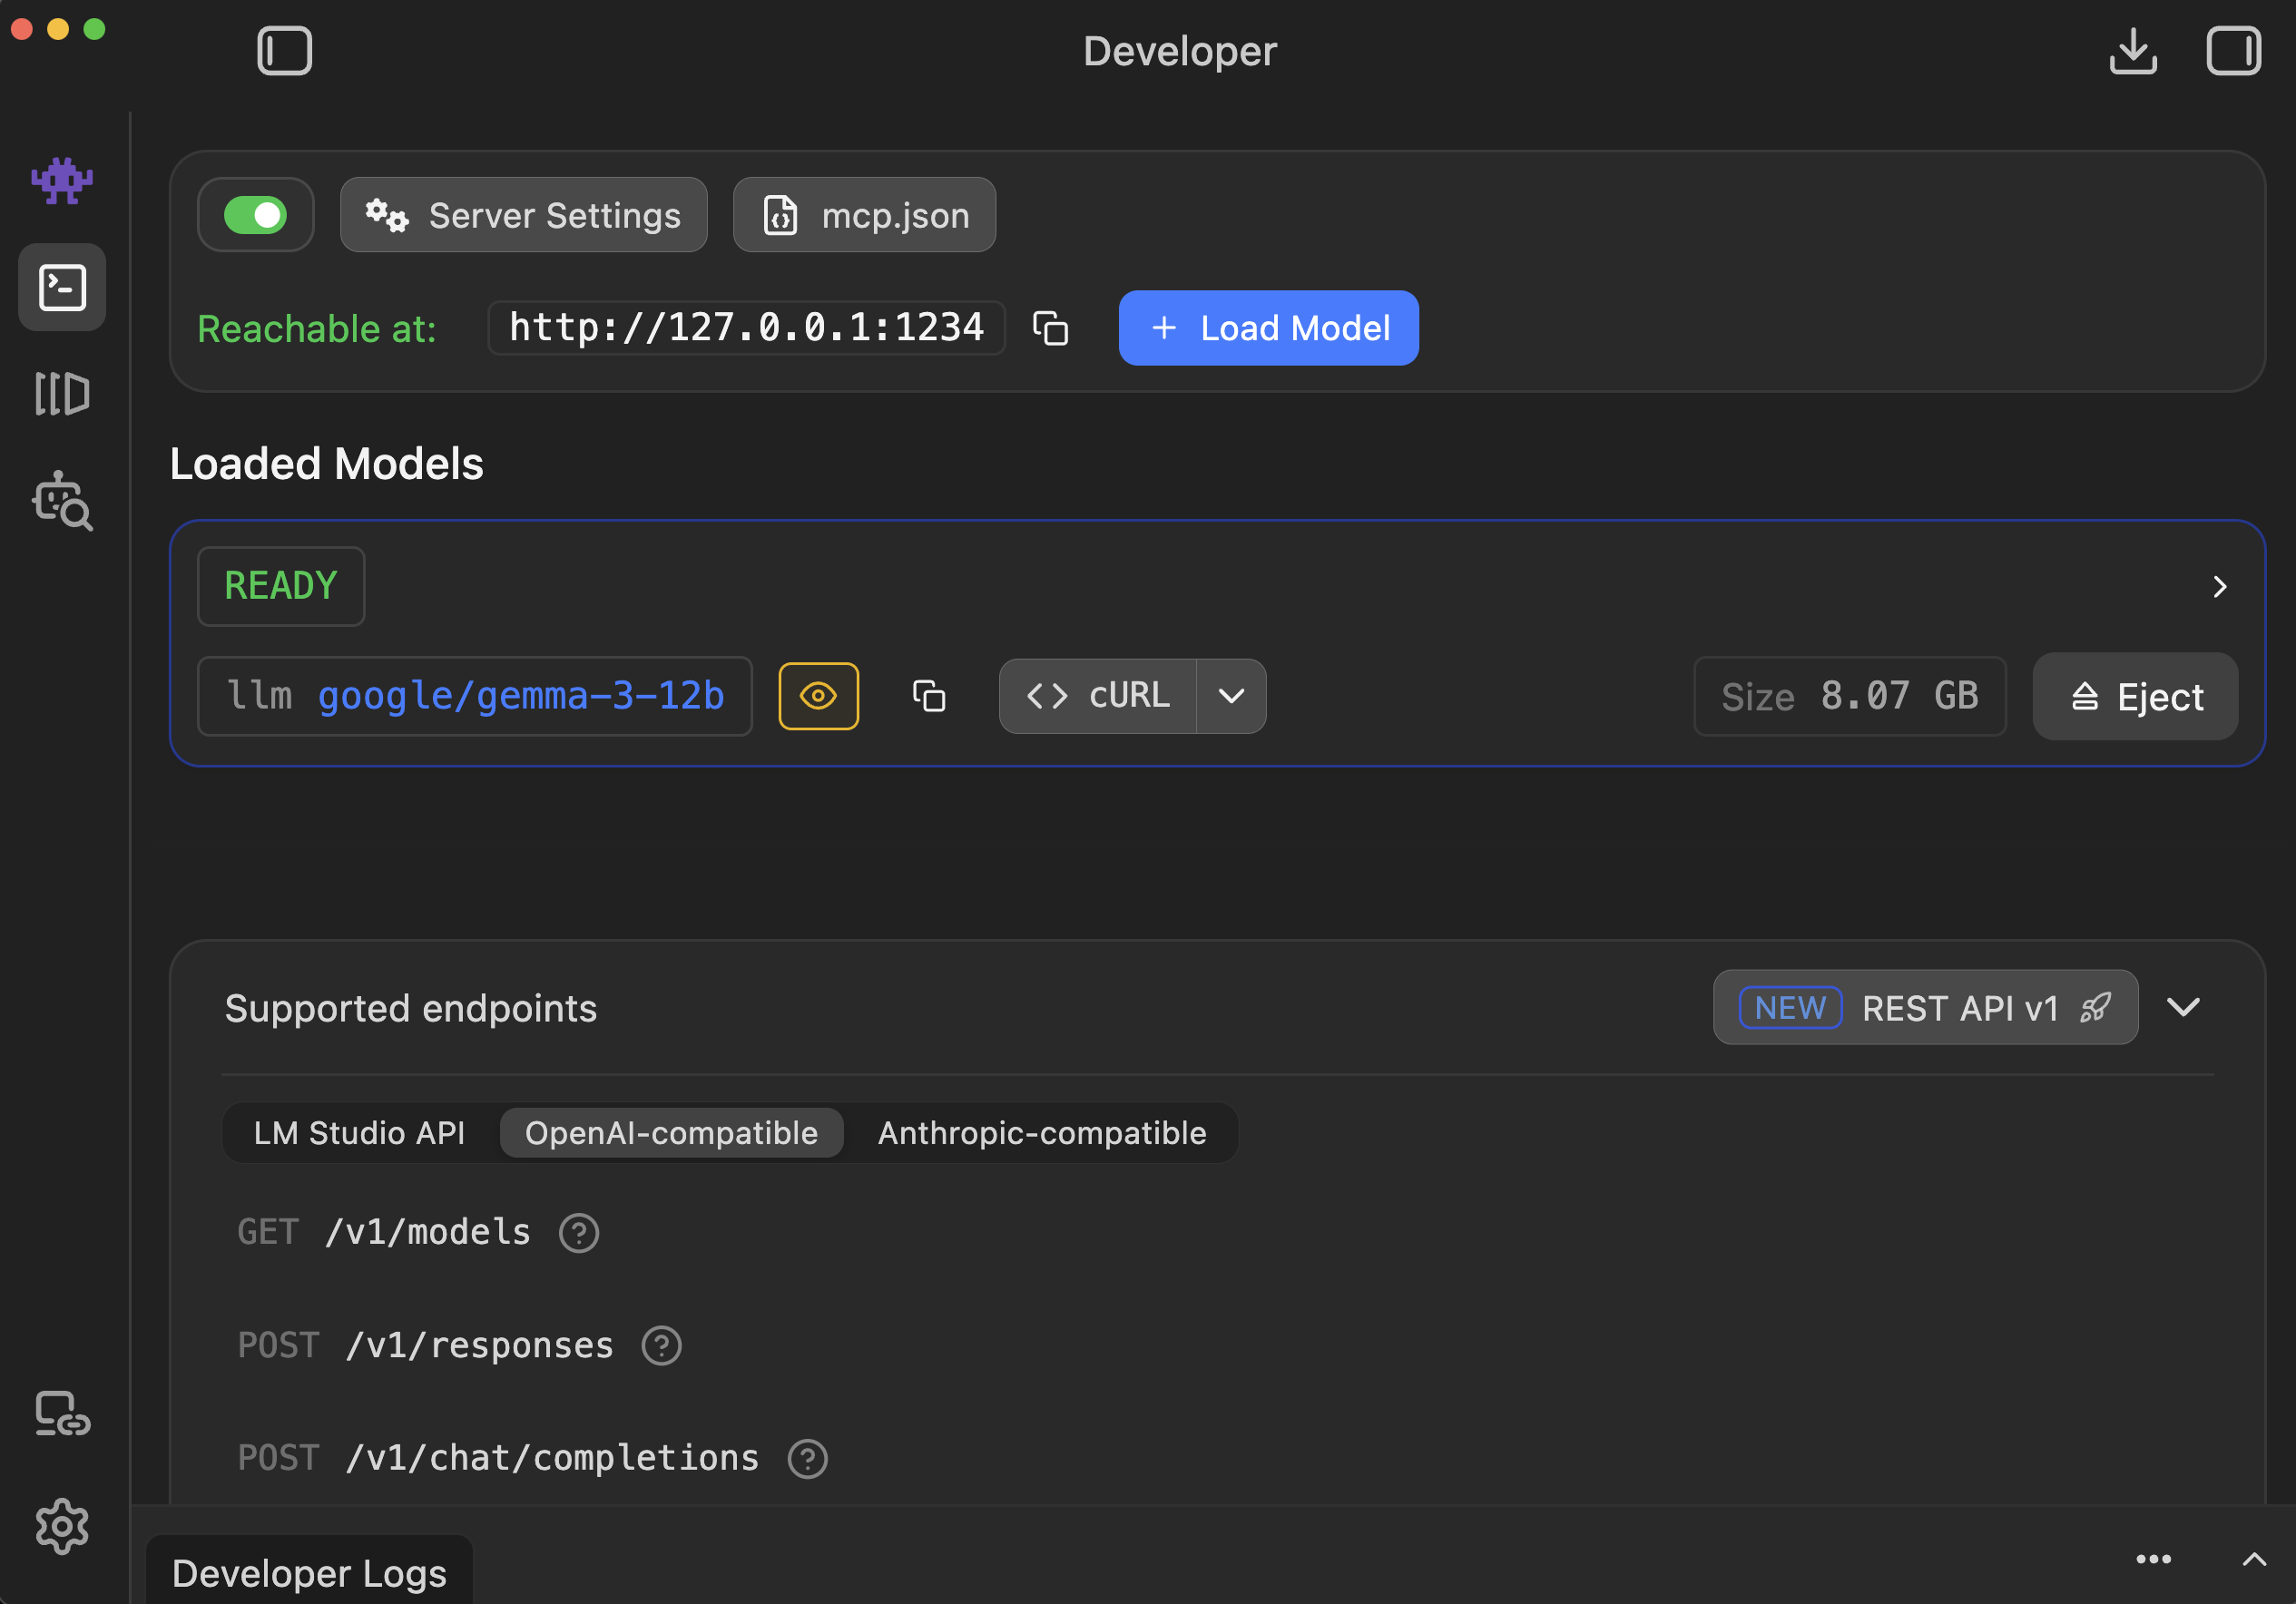 Developer
Server Settings
mcp.json
Reachable at: http://127.0.0.1:1234
Load Model
Loaded Models
READY
llm google/gemma-3-12b
cURL
Size 8.07 GB
Eject
Supported endpoints
NEW REST API v1
LM Studio API
OpenAI-compatible
Anthropic-compatible
GET /v1/models
POST /v1/responses
POST /v1/chat/completions
Developer Logs